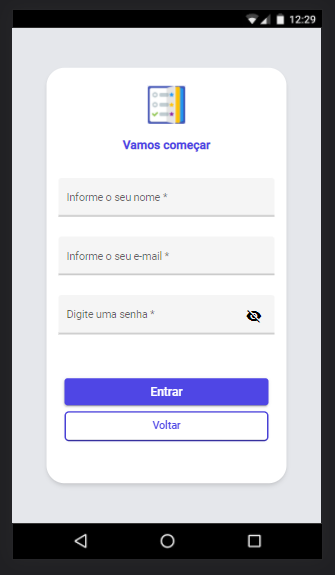 12:29
Vamos começar
Informe o seu nome *
Informe o seu e-mail *
Digite uma senha *
Entrar
Voltar